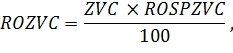 ROZVC = ZVC × ROSPZVC / 100 ,